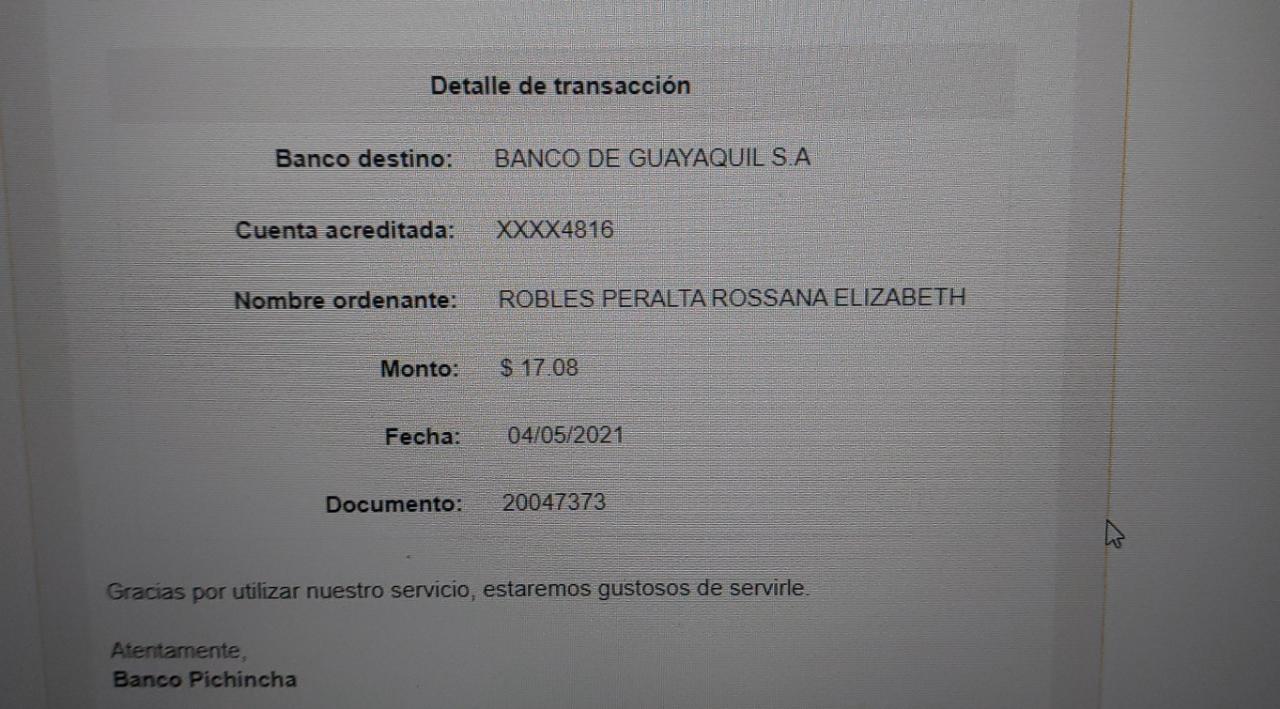 Detalle de transacción
Banco destino: BANCO DE GUAYAQUIL S.A
Cuenta acreditada: XXXX4816
Nombre ordenante: ROBLES PERALTA ROSSANA ELIZABETH
Monto: $ 17.08
Fecha: 04/05/2021
Documento: 20047373
Gracias por utilizar nuestro servicio, estaremos gustosos de servirle.
Atentamente,
Banco Pichincha